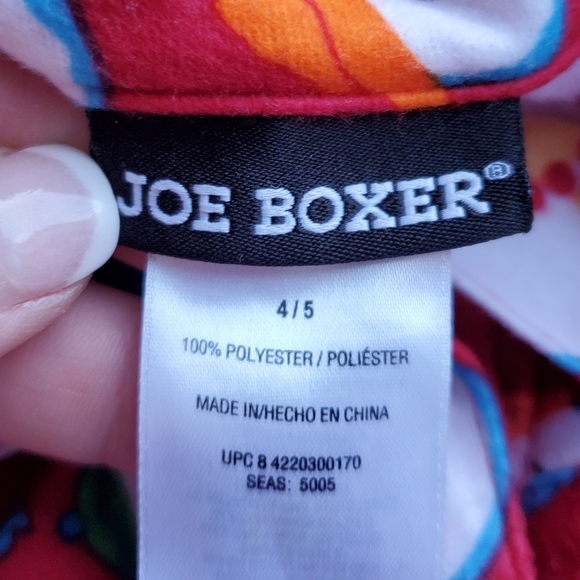 JOE BOXER®
4/5
100% POLYESTER / POLIÉSTER
MADE IN/HECHO EN CHINA
UPC 8 4220300170
SEAS: 5005